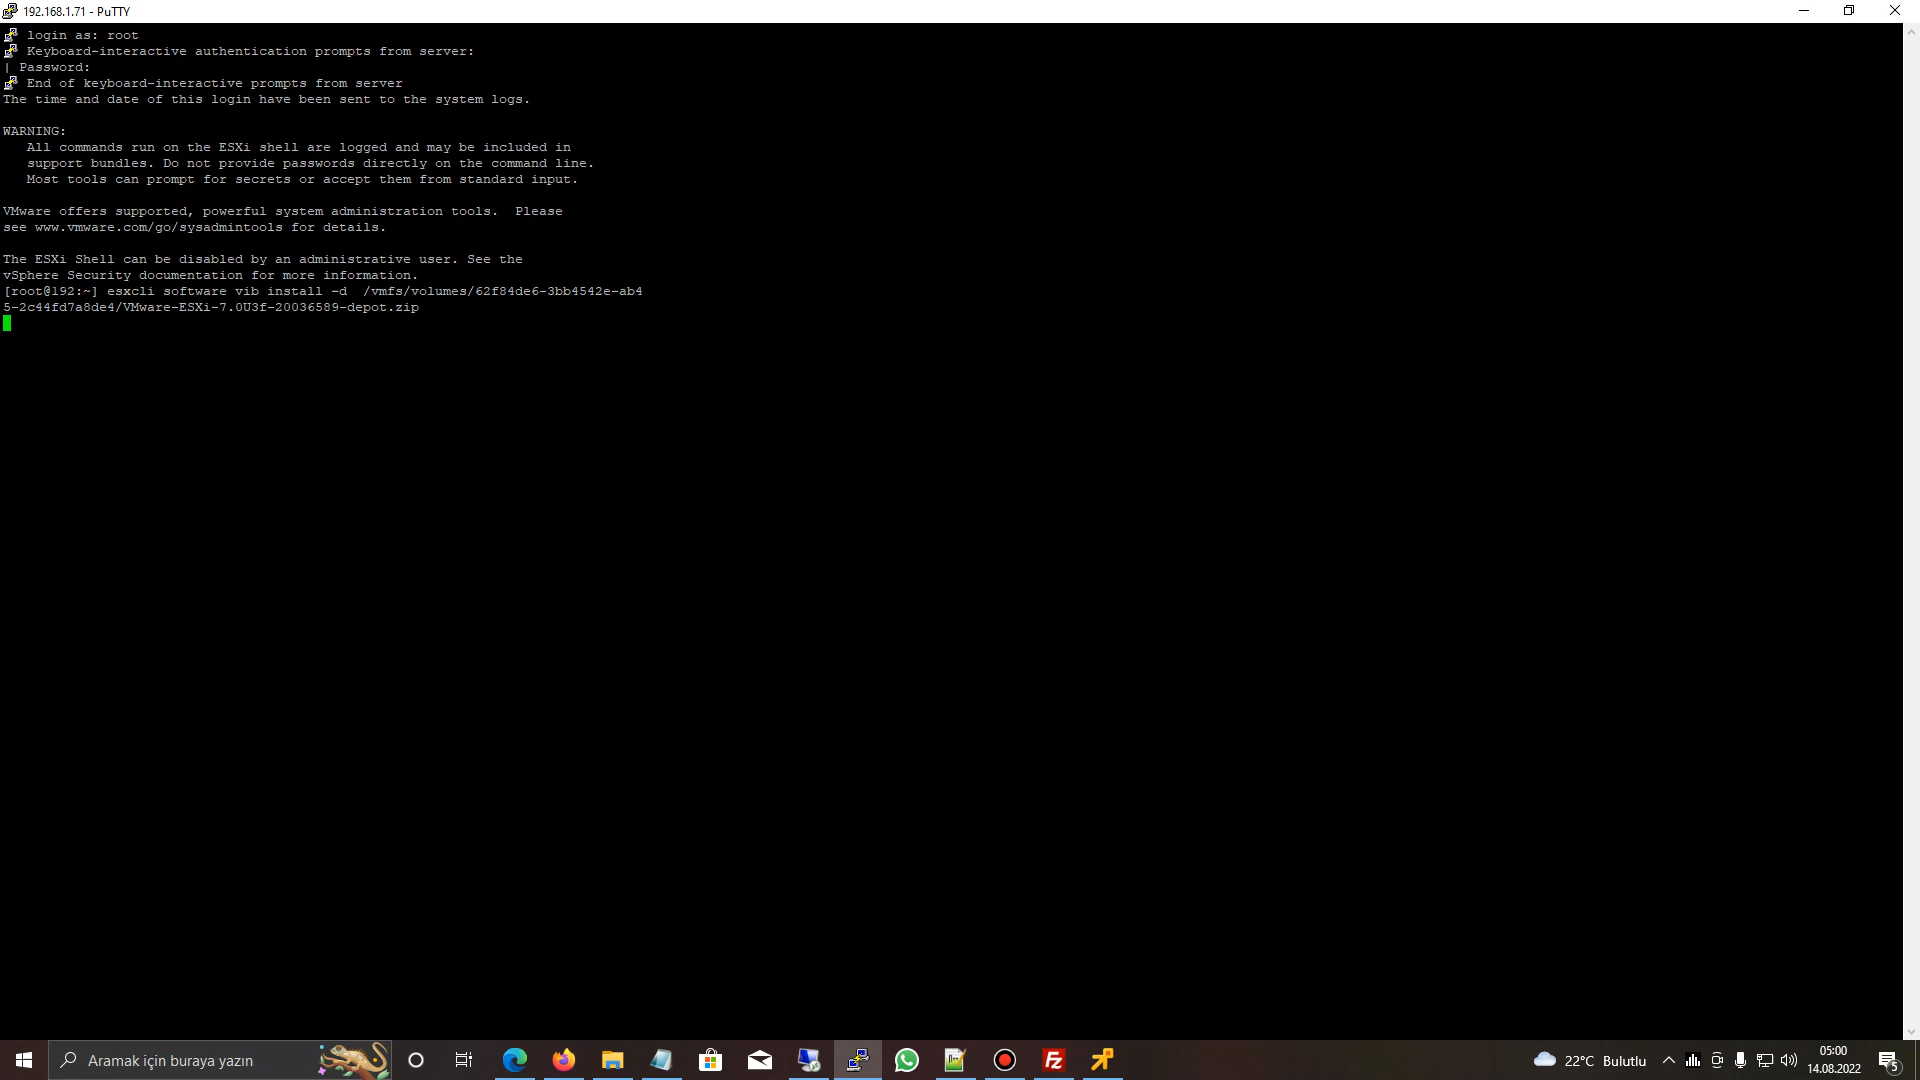 192.168.1.71 - PuTTY
login as: root
Keyboard-interactive authentication prompts from server:
| Password:
End of keyboard-interactive prompts from server
The time and date of this login have been sent to the system logs.
WARNING:
All commands run on the ESXi shell are logged and may be included in
support bundles. Do not provide passwords directly on the command line.
Most tools can prompt for secrets or accept them from standard input.
VMware offers supported, powerful system administration tools.  Please
see www.vmware.com/go/sysadmintools for details.
The ESXi Shell can be disabled by an administrative user. See the
vSphere Security documentation for more information.
[root@192:~] esxcli software vib install -d  /vmfs/volumes/62f84de6-3bb4542e-ab4
5-2c44fd7a8de4/VMware-ESXi-7.0U3f-20036589-depot.zip
Aramak için buraya yazın
FZ
22°C Bulutlu
05:00
14.08.2022
5